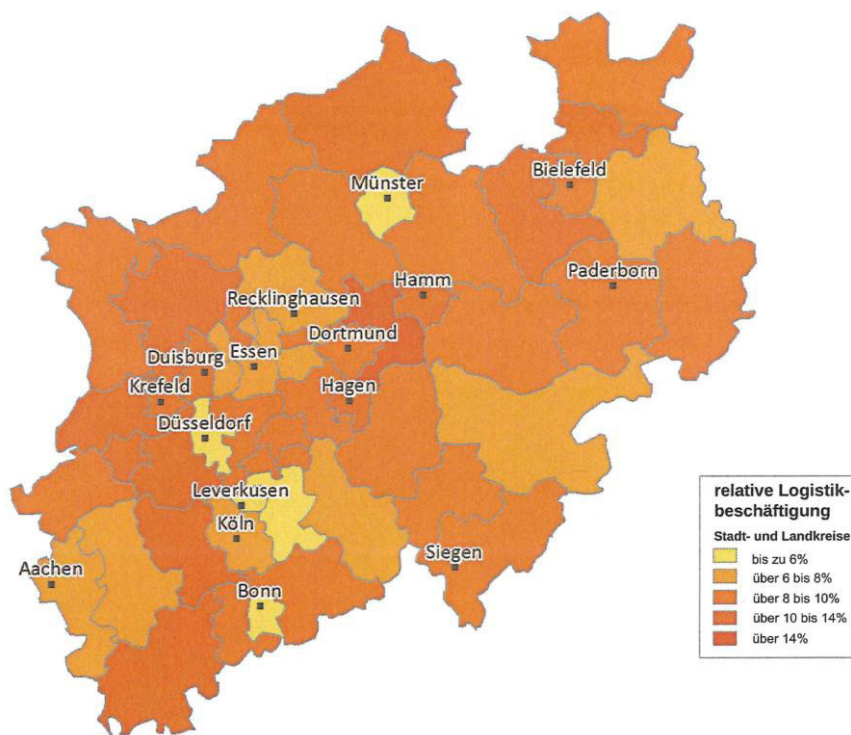 Münster
Bielefeld
Paderborn
Hamm
Recklinghausen
Dortmund
Duisburg
Essen
Krefeld
Hagen
Düsseldorf
Leverkusen
Köln
Siegen
Aachen
Bonn
relative Logistik-
beschäftigung
Stadt- und Landkreise
bis zu 6%
über 6 bis 8%
über 8 bis 10%
über 10 bis 14%
über 14%